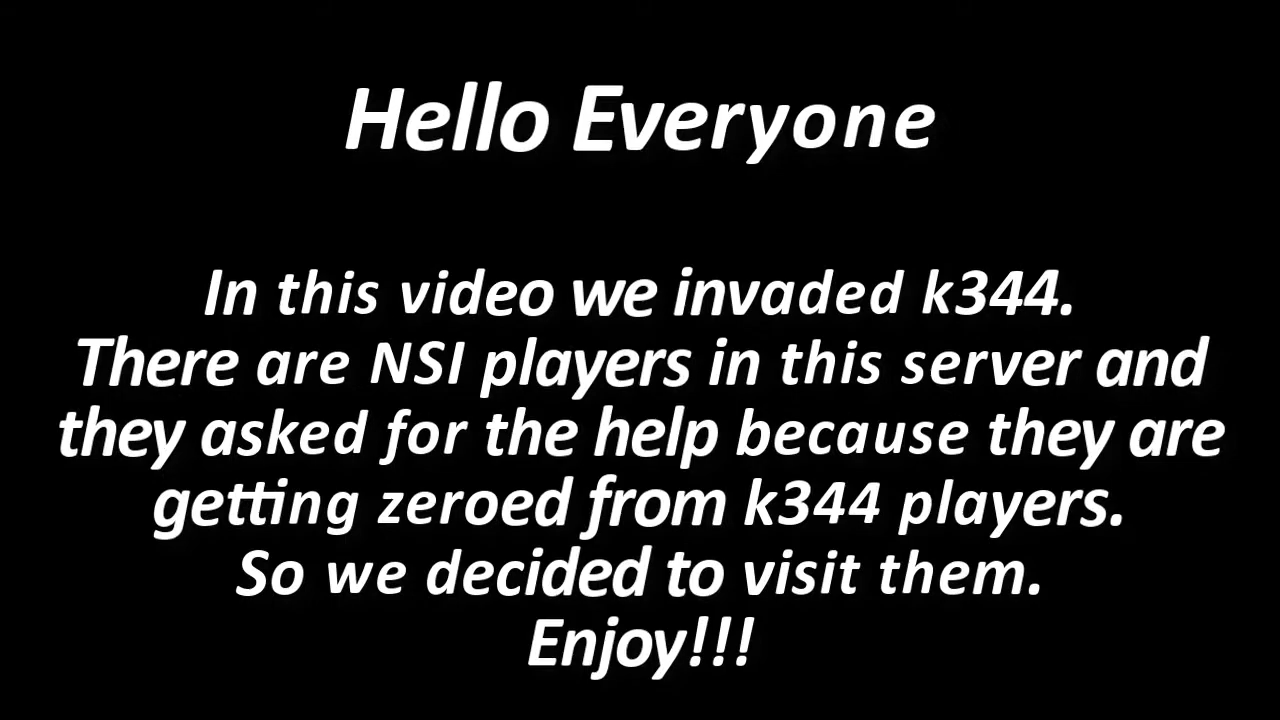 Hello Everyone
In this video we invaded k344.
There are NSI players in this server and
they asked for the help because they are
getting zeroed from k344 players.
So we decided to visit them.
Enjoy!!!